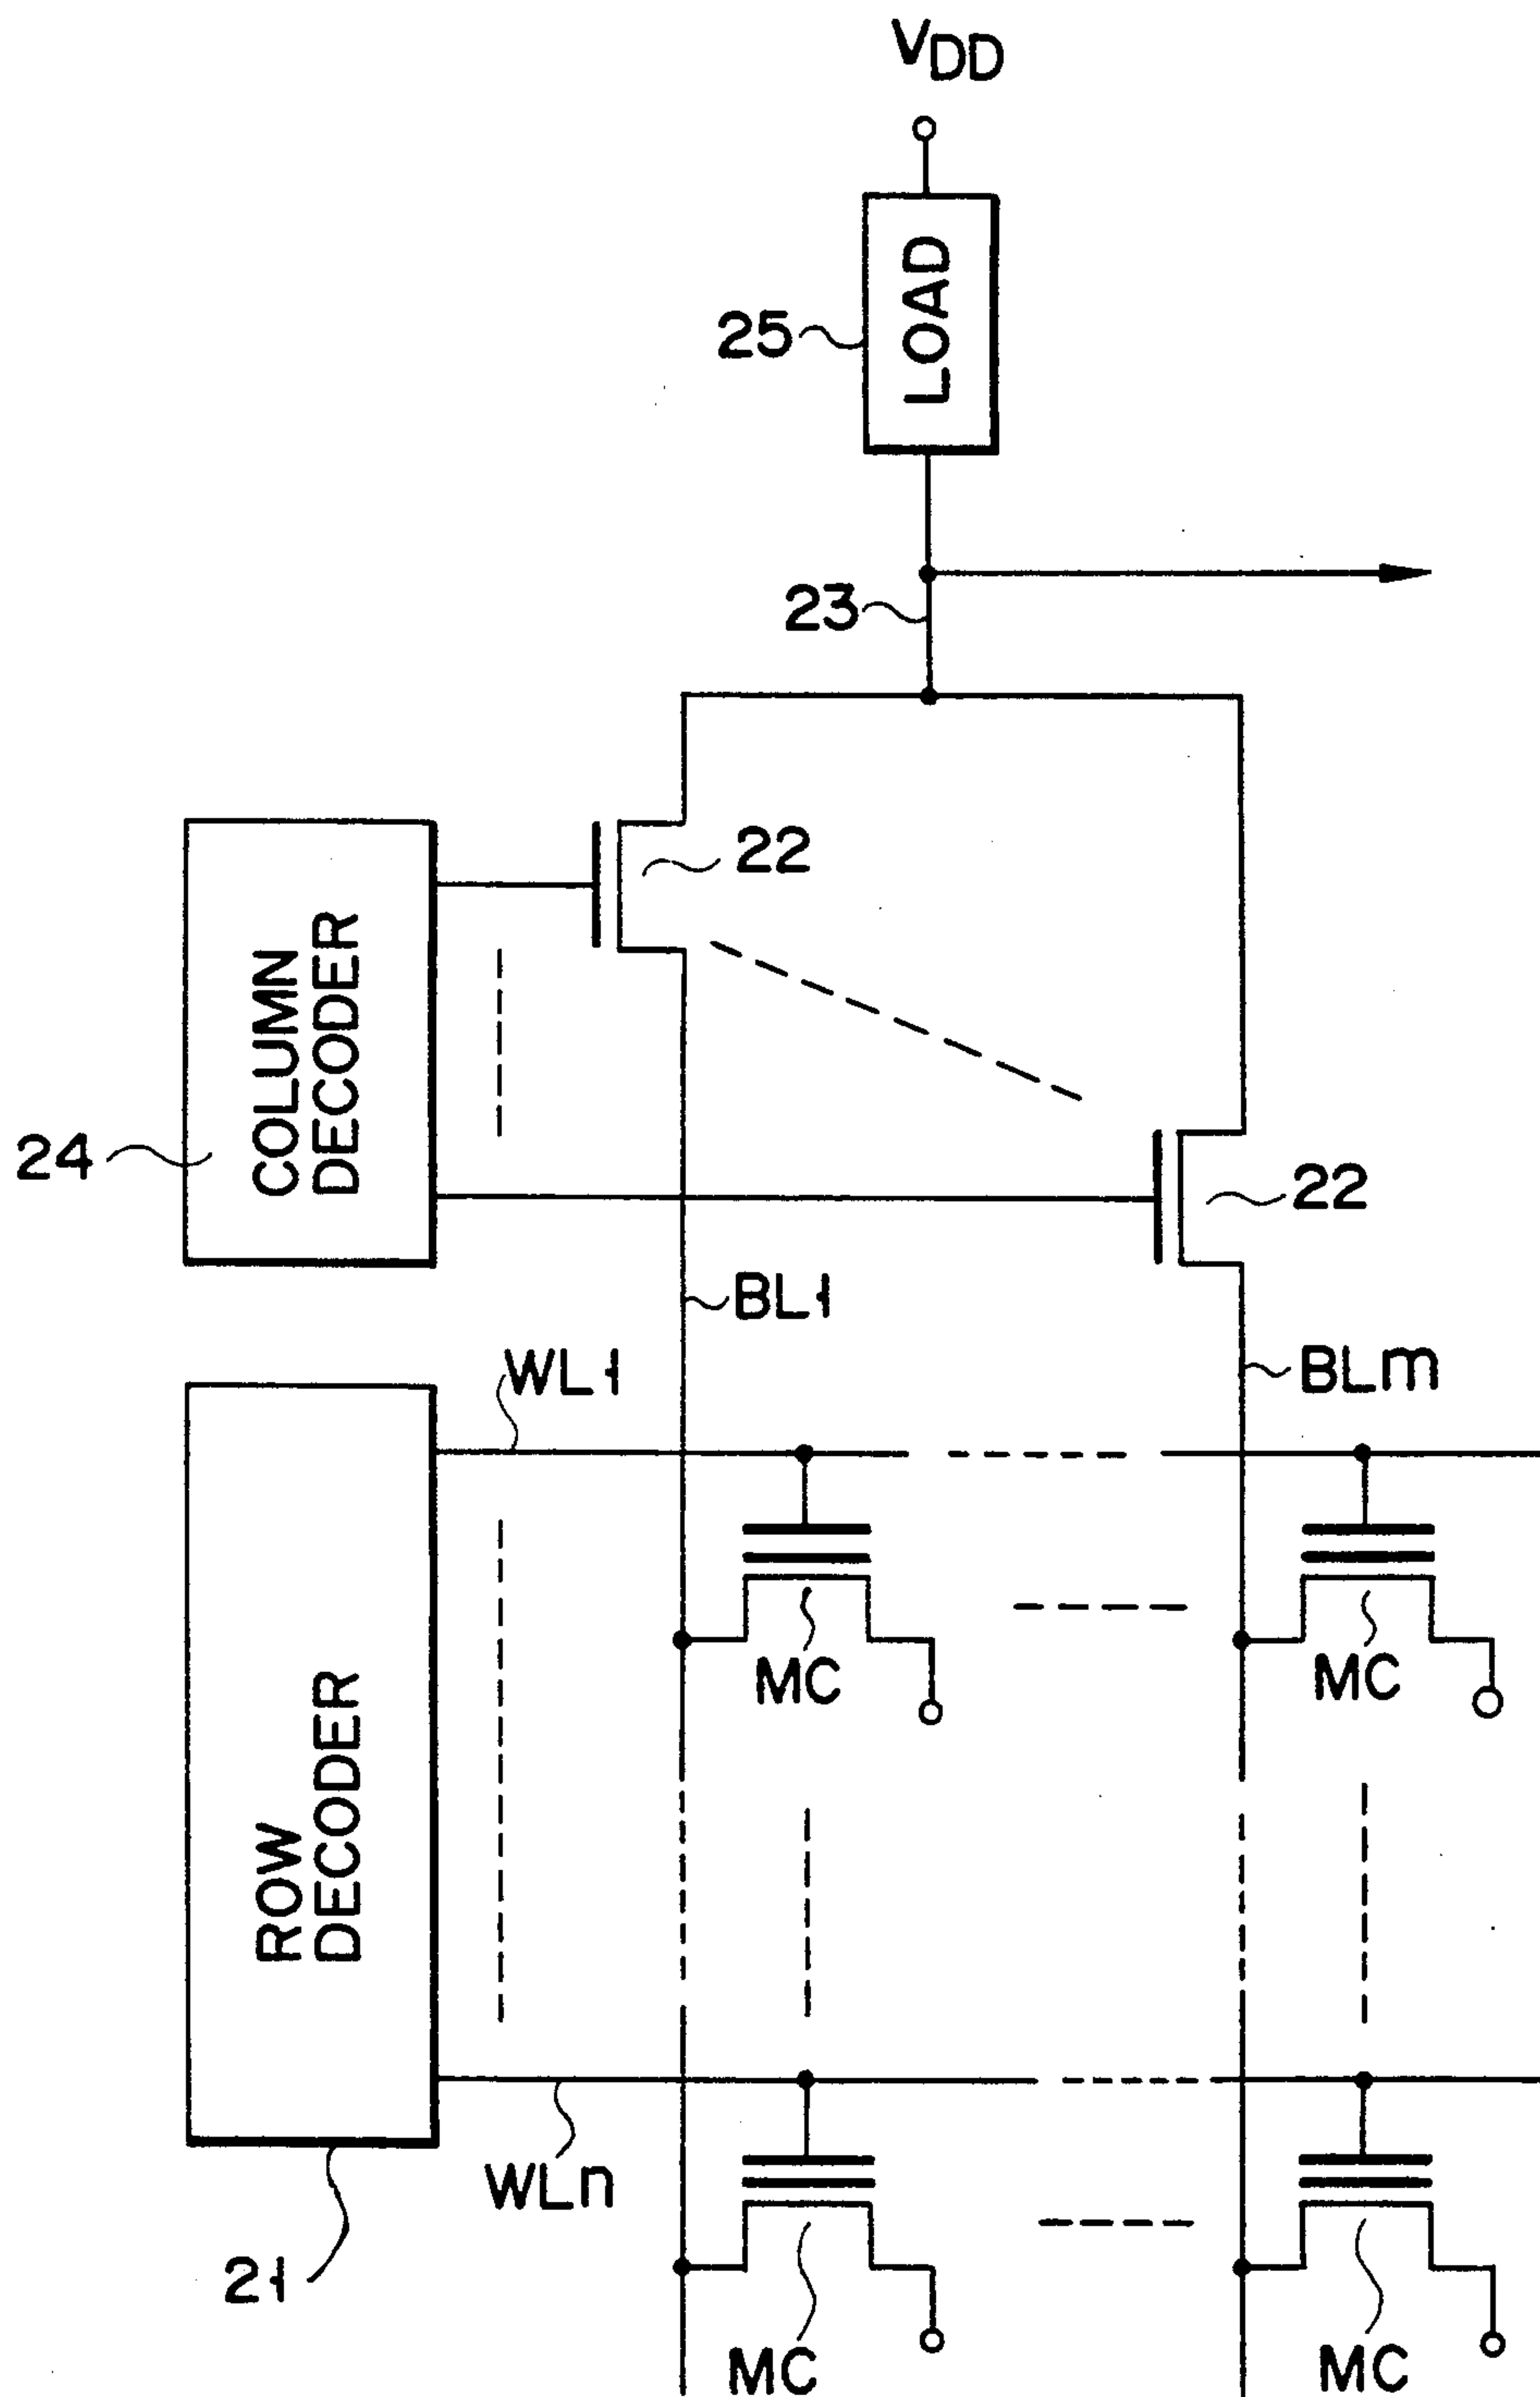 VDD
LOAD
25
23
22
COLUMN
DECODER
24
22
BL1
WL1
BLm
MC
MC
ROW
DECODER
WLn
21
MC
MC